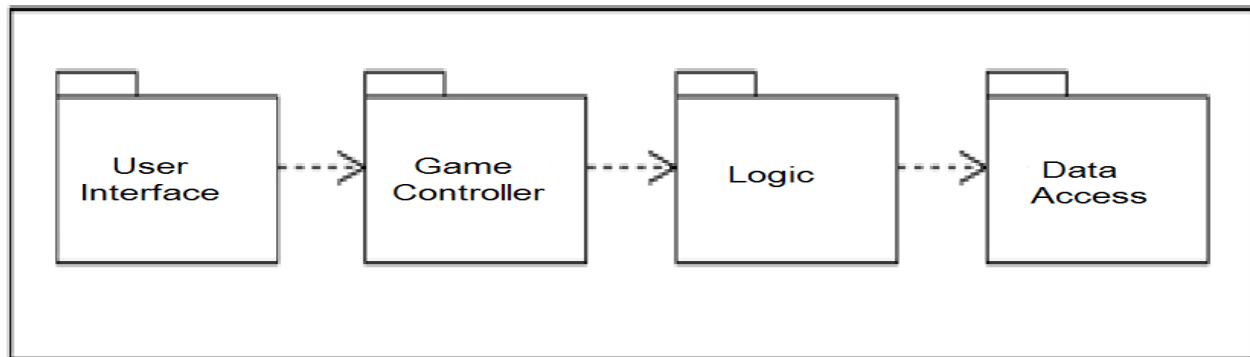 User
Interface
Game
Controller
Logic
Data
Access